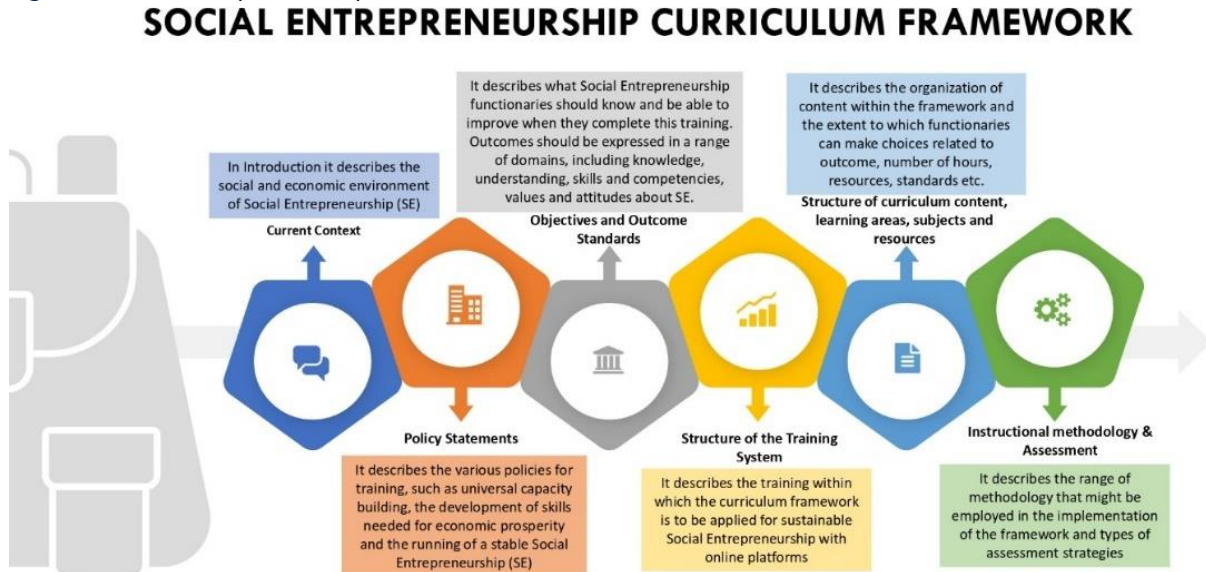 SOCIAL ENTREPRENEURSHIP CURRICULUM FRAMEWORK
In Introduction it describes the
social and economic environment
of Social Entrepreneurship (SE)
Current Context
It describes what Social Entrepreneurship
functionaries should know and be able to
improve when they complete this training.
Outcomes should be expressed in a range
of domains, including knowledge,
understanding, skills and competencies,
values and attitudes about SE.
Objectives and Outcome
Standards
It describes the organization of
content within the framework and
the extent to which functionaries
can make choices related to
outcome, number of hours,
resources, standards etc.
Structure of curriculum content,
learning areas, subjects and
resources
Policy Statements
It describes the various policies for
training, such as universal capacity
building, the development of skills
needed for economic prosperity
and the running of a stable Social
Entrepreneurship (SE)
Structure of the Training
System
It describes the training within
which the curriculum framework
is to be applied for sustainable
Social Entrepreneurship with
online platforms
Instructional methodology &
Assessment
It describes the range of
methodology that might be
employed in the implementation
of the framework and types of
assessment strategies